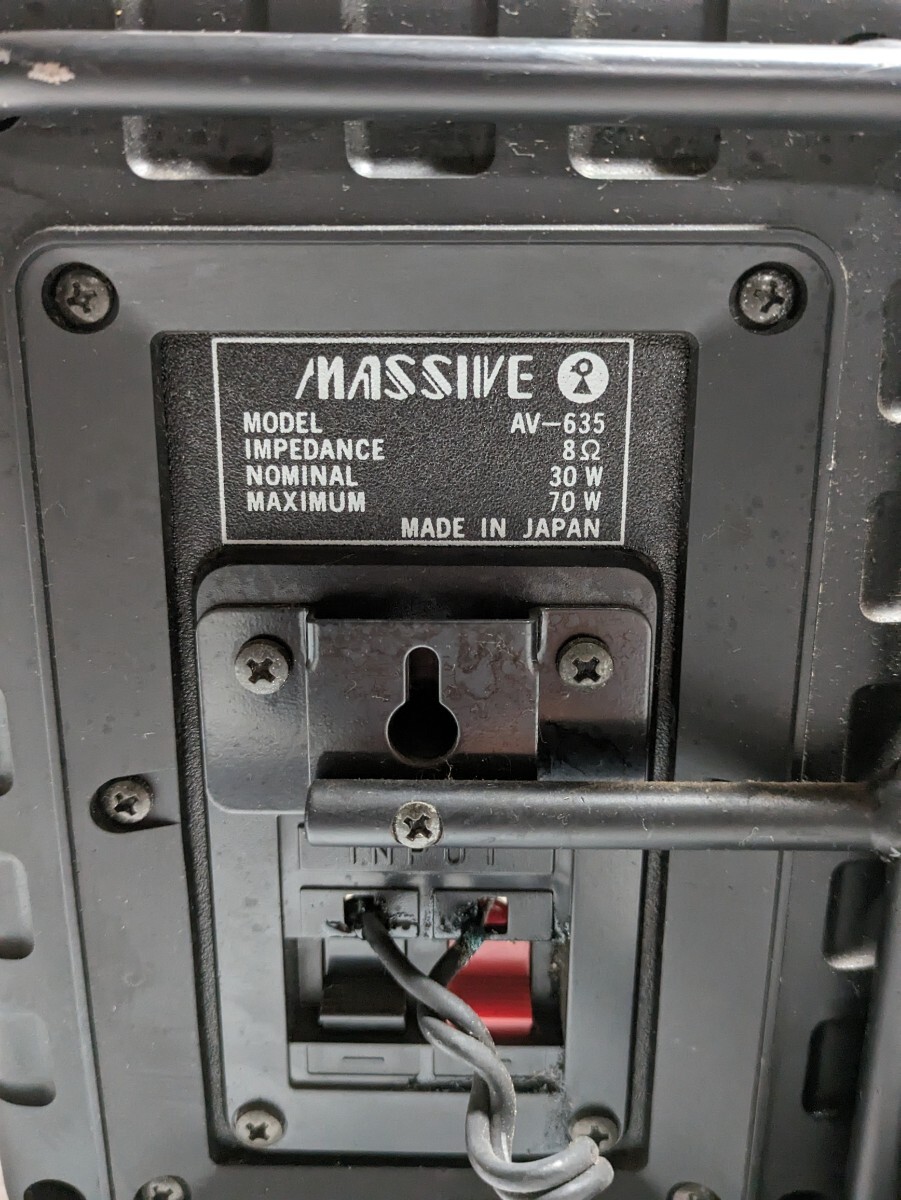 MASSIVE
MODEL AV-635
IMPEDANCE 8Ω
NOMINAL 30 W
MAXIMUM 70 W
MADE IN JAPAN
INPUT